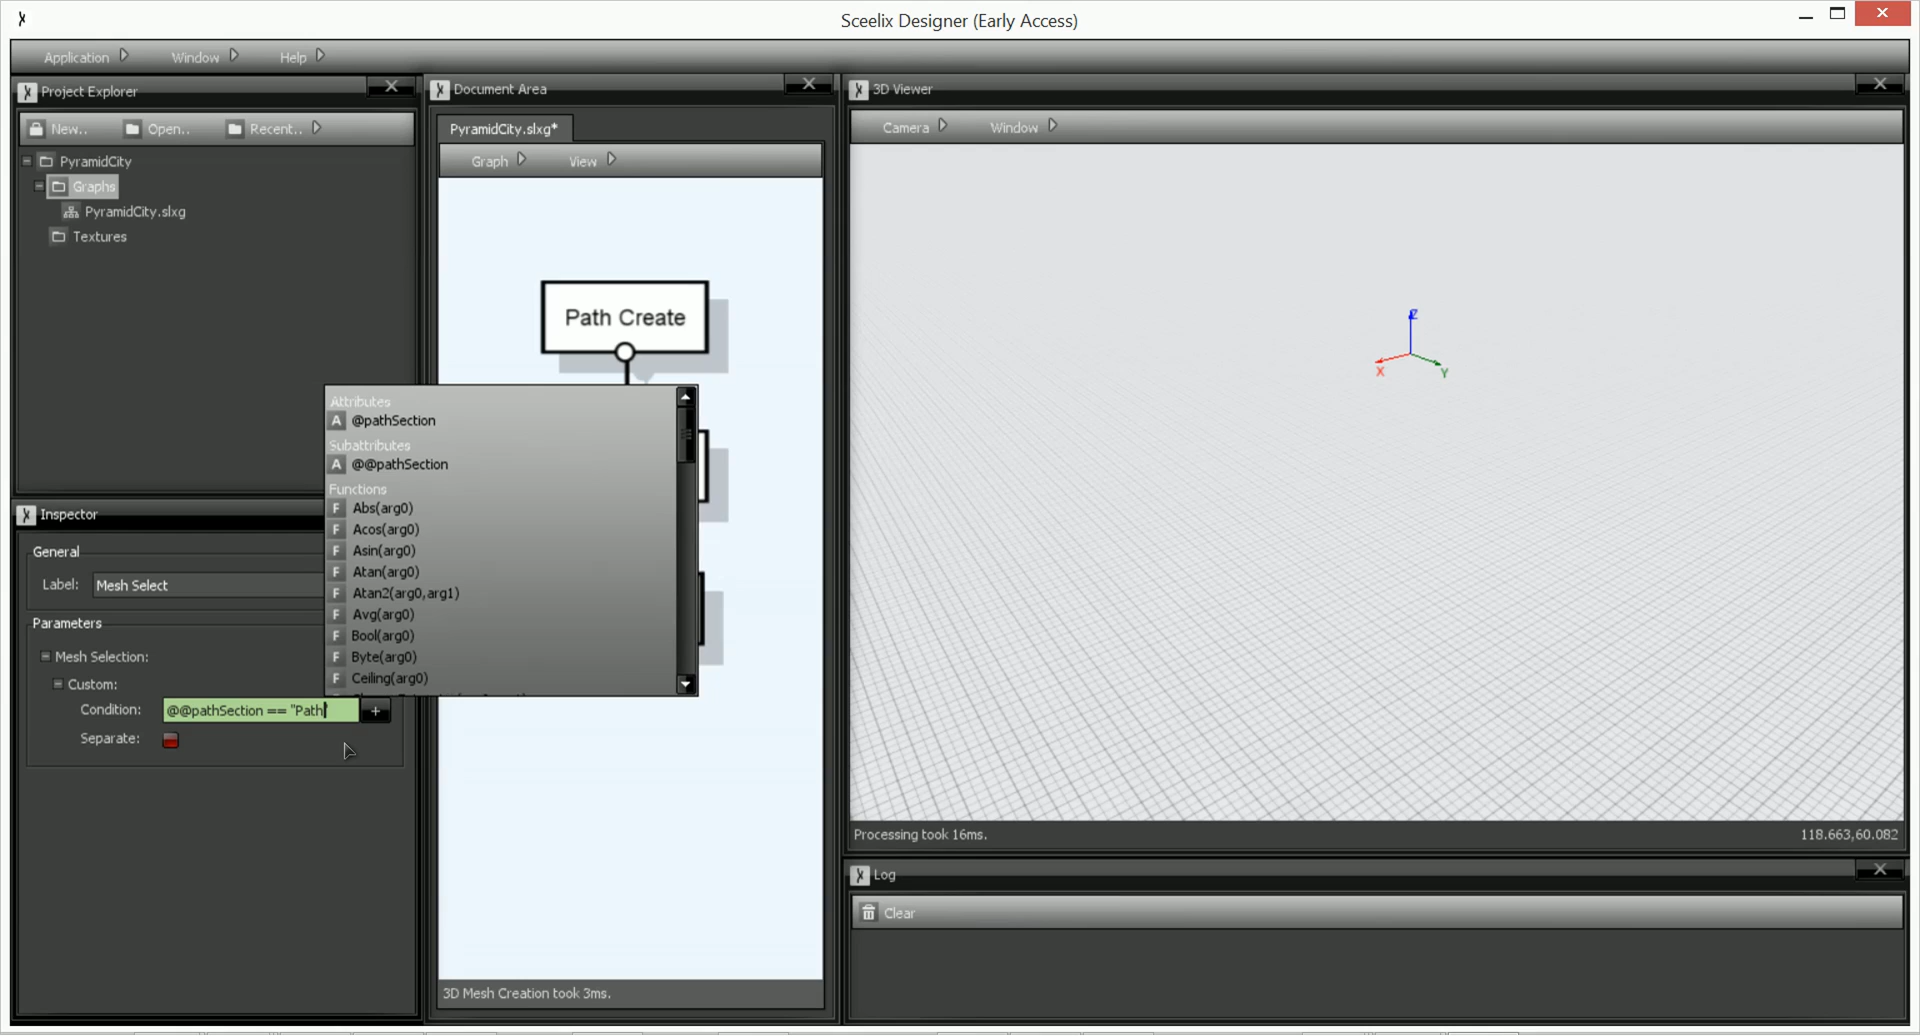 Sceelix Designer (Early Access)
Application
Window
Help
Project Explorer
New..
Open..
Recent..
PyramidCity
Graphs
PyramidCity.slxg
Textures
Inspector
General
Label:
Mesh Select
Parameters
Mesh Selection:
Custom:
Condition:
@@pathSection == "Path
+
Separate:
Document Area
PyramidCity.slxg*
Graph
View
Path Create
Attributes
A @pathSection
Subattributes
A @@pathSection
Functions
F Abs(arg0)
F Acos(arg0)
F Asin(arg0)
F Atan(arg0)
F Atan2(arg0,arg1)
F Avg(arg0)
F Bool(arg0)
F Byte(arg0)
F Ceiling(arg0)
3D Mesh Creation took 3ms.
3D Viewer
Camera
Window
Z
X
Y
Processing took 16ms.
118.663,60.082
Log
Clear